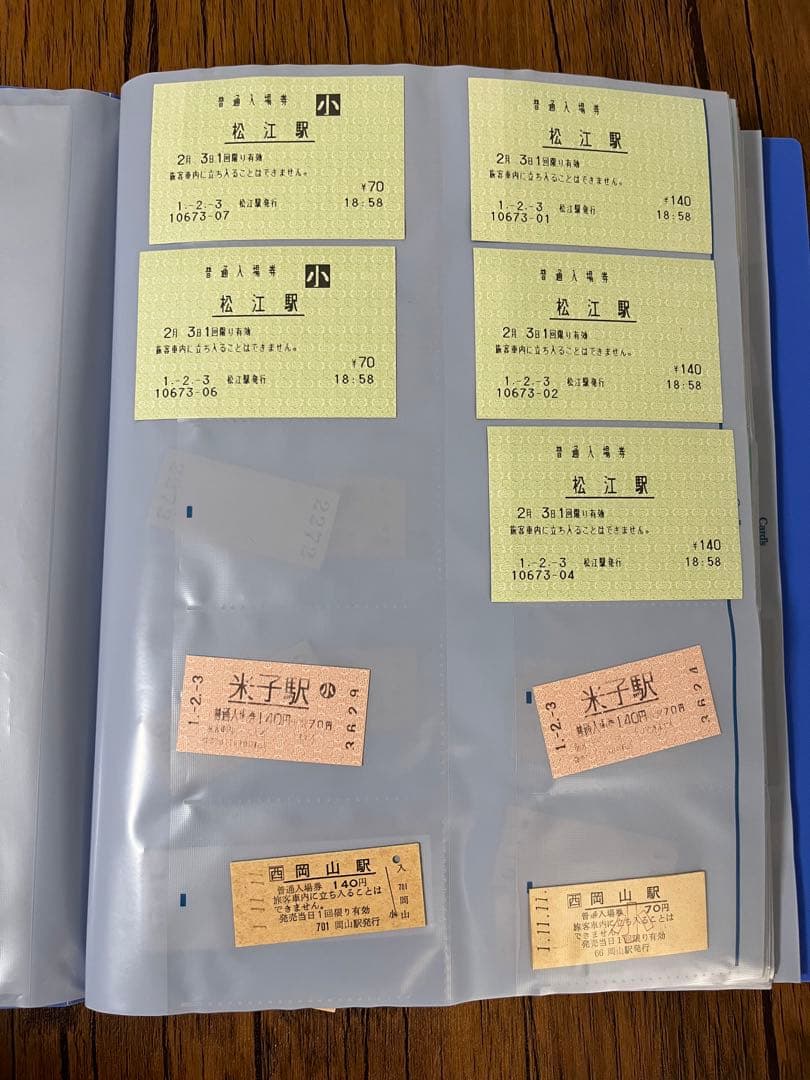 普通入場券 小
松江駅
2月 3日1回限り有効
旅客車内に立ち入ることはできません。
¥70
1.-2.-3 松江駅発行 18:58
10673-07
普通入場券
松江駅
2月 3日1回限り有効
旅客車内に立ち入ることはできません。
¥140
1.-2.-3 松江駅発行 18:58
10673-01
普通入場券 小
松江駅
2月 3日1回限り有効
旅客車内に立ち入ることはできません。
¥70
1.-2.-3 松江駅発行 18:58
10673-06
普通入場券
松江駅
2月 3日1回限り有効
旅客車内に立ち入ることはできません。
¥140
1.-2.-3 松江駅発行 18:58
10673-02
普通入場券
松江駅
2月 3日1回限り有効
旅客車内に立ち入ることはできません。
¥140
1.-2.-3 松江駅発行 18:58
10673-04
Cards
1.-2.-3
米子駅 小
普通入場券140円 70円
3629
1.-2.-3
米子駅
普通入場券140円 70円
362
1.11.1
西 岡山駅
普通入場券 140円
旅客車内に立ち入ることは
できません。
発売当日1回限り有効
701 岡山駅発行
入
701
岡
山
1.11.11
西 岡山駅
普通入場券 70円
旅客車内に立ち入ることは
できません。
発売当日1回限り有効
66 岡山駅発行
小